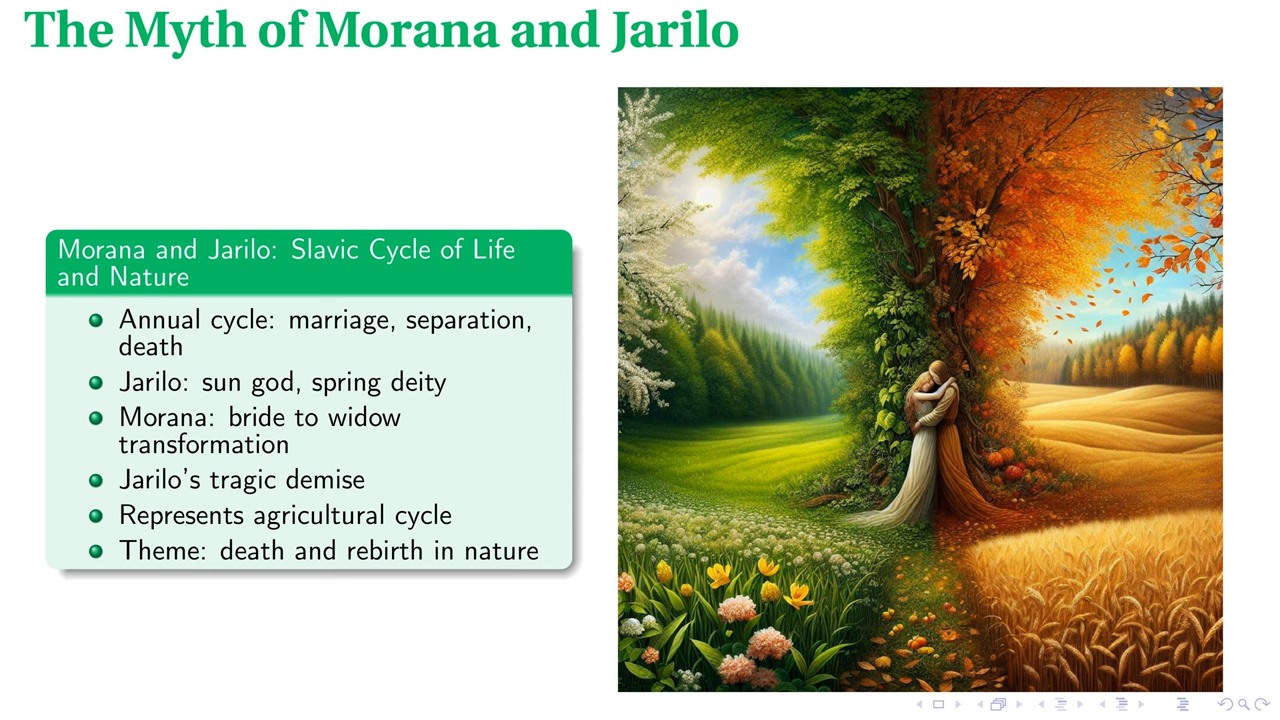 The Myth of Morana and Jarilo
Morana and Jarilo: Slavic Cycle of Life
and Nature
Annual cycle: marriage, separation,
death
Jarilo: sun god, spring deity
Morana: bride to widow
transformation
Jarilo's tragic demise
Represents agricultural cycle
Theme: death and rebirth in nature